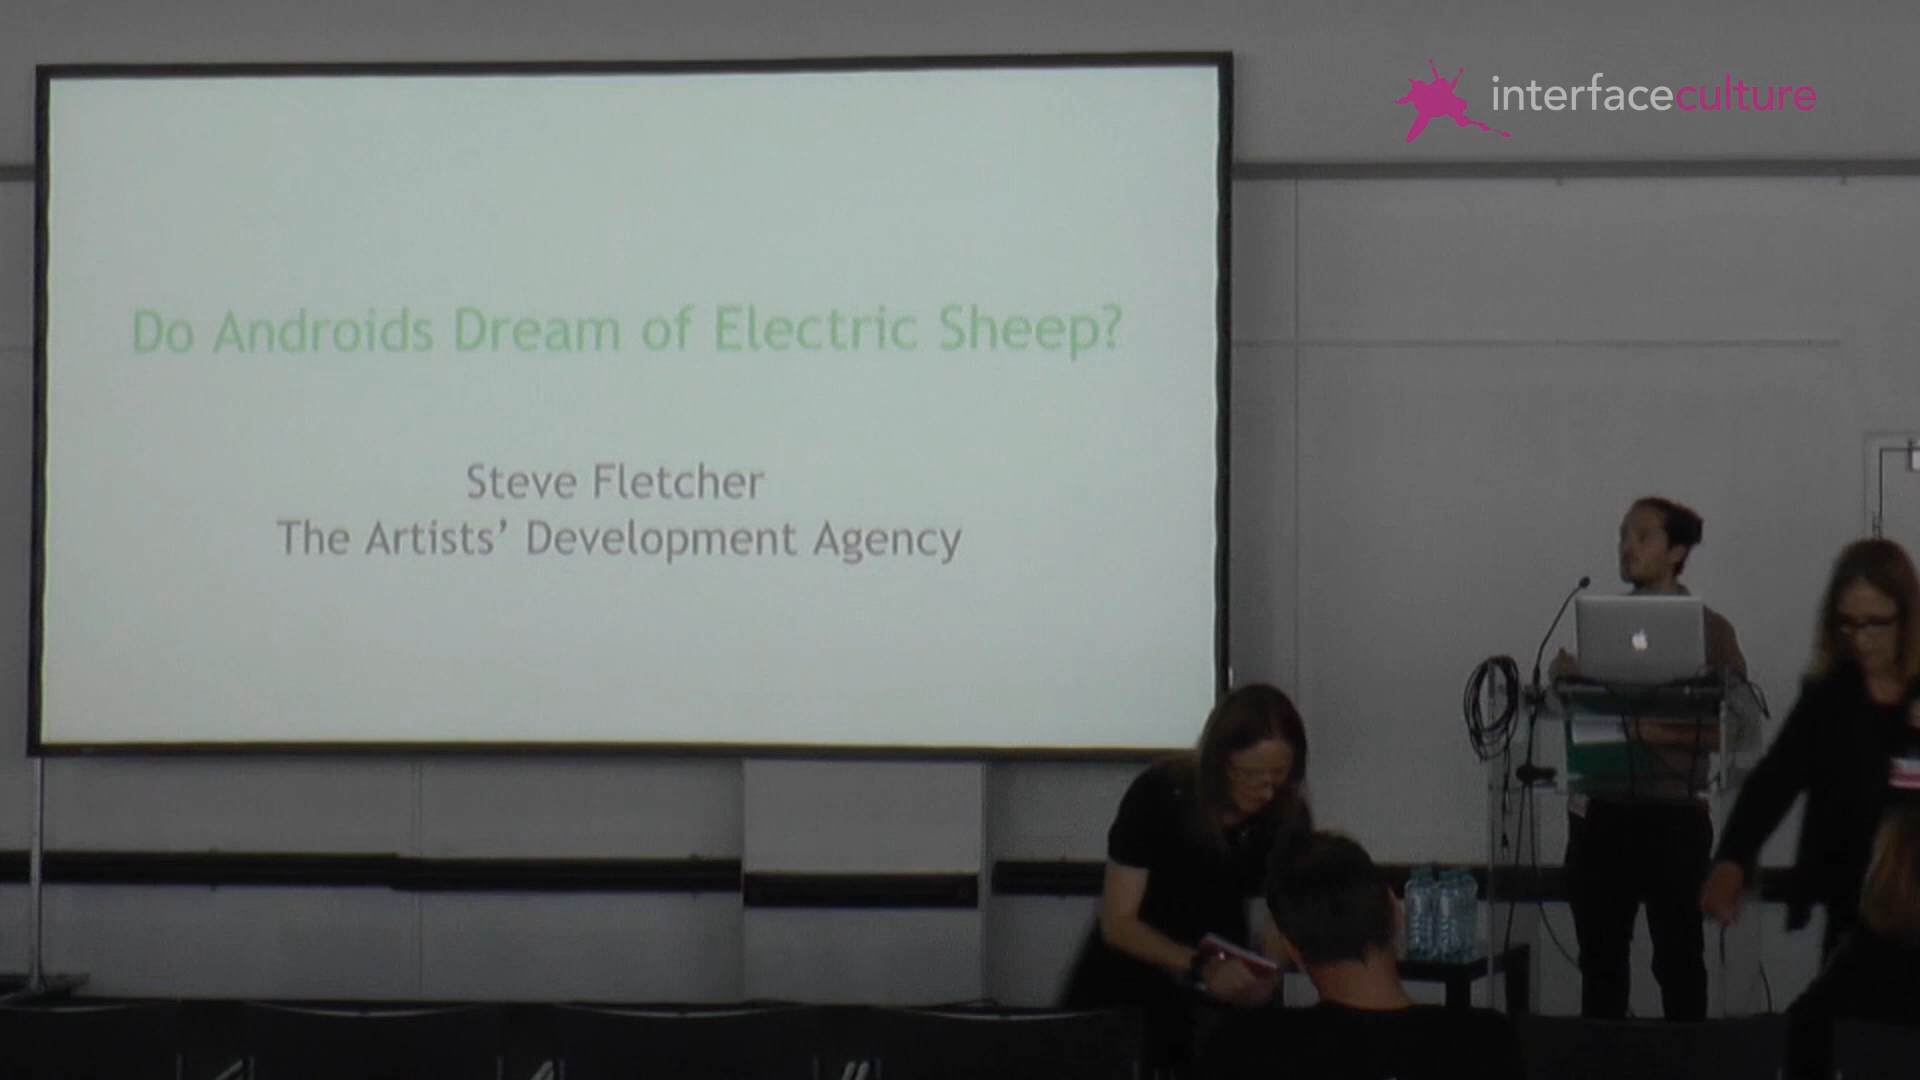 interfaceculture
Do Androids Dream of Electric Sheep?
Steve Fletcher
The Artists’ Development Agency